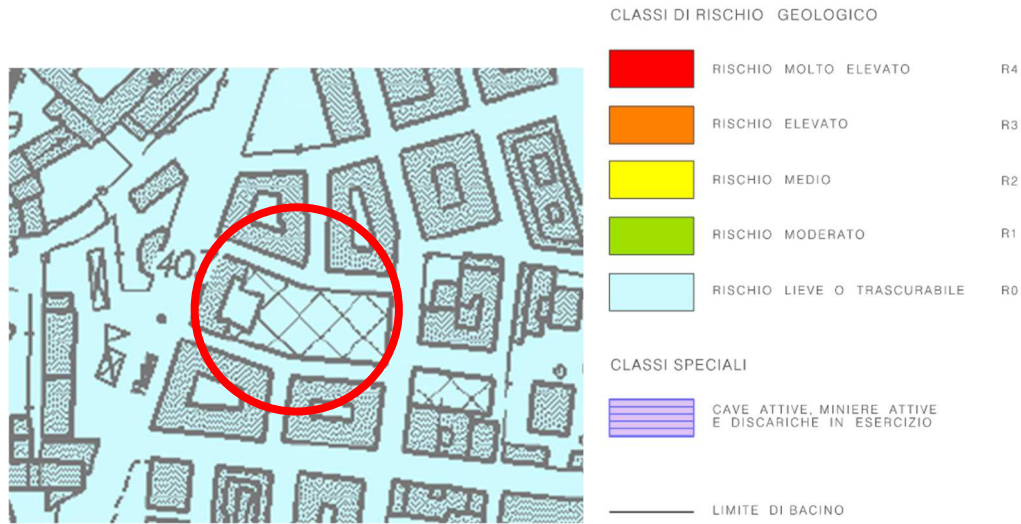 CLASSI DI RISCHIO GEOLOGICO
RISCHIO MOLTO ELEVATO R4
RISCHIO ELEVATO R3
RISCHIO MEDIO R2
RISCHIO MODERATO R1
RISCHIO LIEVE O TRASCURABILE R0
CLASSI SPECIALI
CAVE ATTIVE, MINIERE ATTIVE
E DISCARICHE IN ESERCIZIO
LIMITE DI BACINO